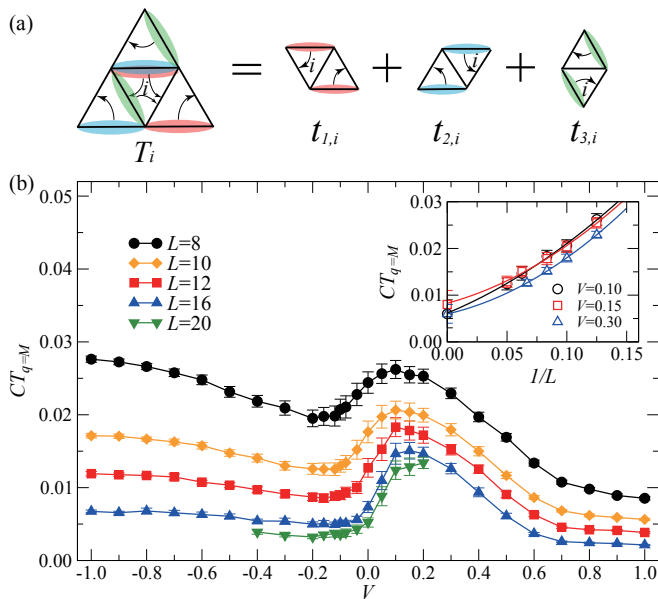 (a)
i
i
i
i
=
+
+
T_i
t_{1,i}
t_{2,i}
t_{3,i}
(b)
CT_{q=M}
0.05
0.04
0.03
0.02
0.01
0.00
-1.0 -0.8 -0.6 -0.4 -0.2 0.0 0.2 0.4 0.6 0.8 1.0
V
L=8
L=10
L=12
L=16
L=20
CT_{q=M}
0.03
0.02
0.01
0.00
0.00 0.05 0.10 0.15
1/L
V=0.10
V=0.15
V=0.30